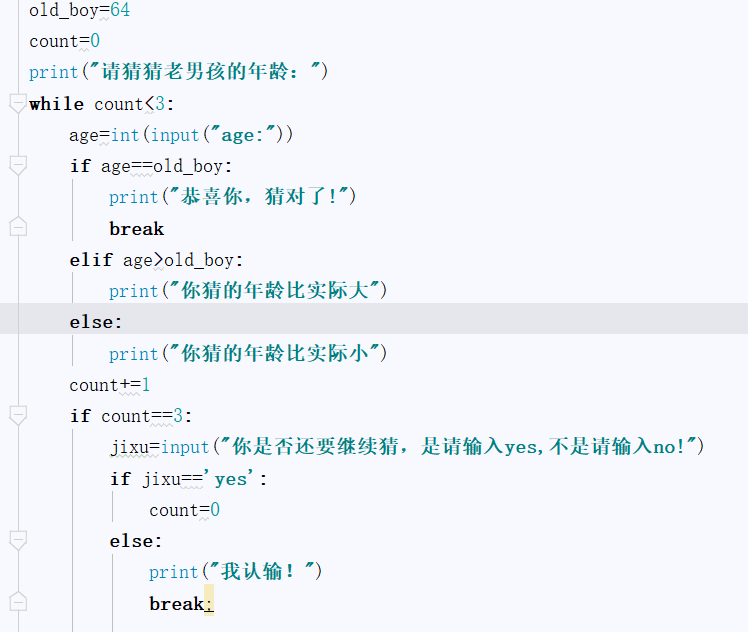 old_boy=64
count=0
print("请猜猜老男孩的年龄：")
while count<3:
    age=int(input("age:"))
    if age==old_boy:
        print("恭喜你，猜对了!")
        break
    elif age>old_boy:
        print("你猜的年龄比实际大")
    else:
        print("你猜的年龄比实际小")
    count+=1
    if count==3:
        jixu=input("你是否还要继续猜，是请输入yes,不是请输入no!")
        if jixu=='yes':
            count=0
        else:
            print("我认输！")
            break;